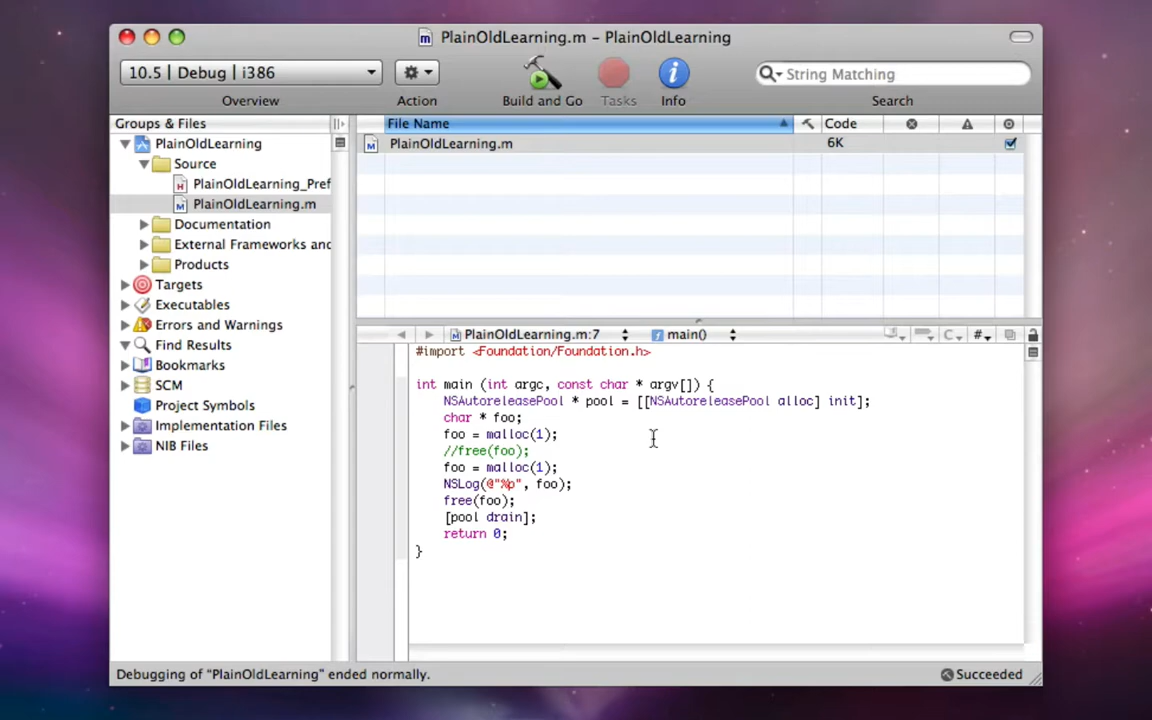 PlainOldLearning.m – PlainOldLearning
10.5 | Debug | i386
String Matching
Overview
Action
Build and Go
Tasks
Info
Search
Groups & Files
PlainOldLearning
Source
PlainOldLearning_Pref
PlainOldLearning.m
Documentation
External Frameworks and
Products
Targets
Executables
Errors and Warnings
Find Results
Bookmarks
SCM
Project Symbols
Implementation Files
NIB Files
File Name
Code
PlainOldLearning.m
6K
PlainOldLearning.m:7
main()
#import <Foundation/Foundation.h>
int main (int argc, const char * argv[]) {
NSAutoreleasePool * pool = [[NSAutoreleasePool alloc] init];
char * foo;
foo = malloc(1);
//free(foo);
foo = malloc(1);
NSLog(@"%p", foo);
free(foo);
[pool drain];
return 0;
}
Debugging of "PlainOldLearning" ended normally.
Succeeded